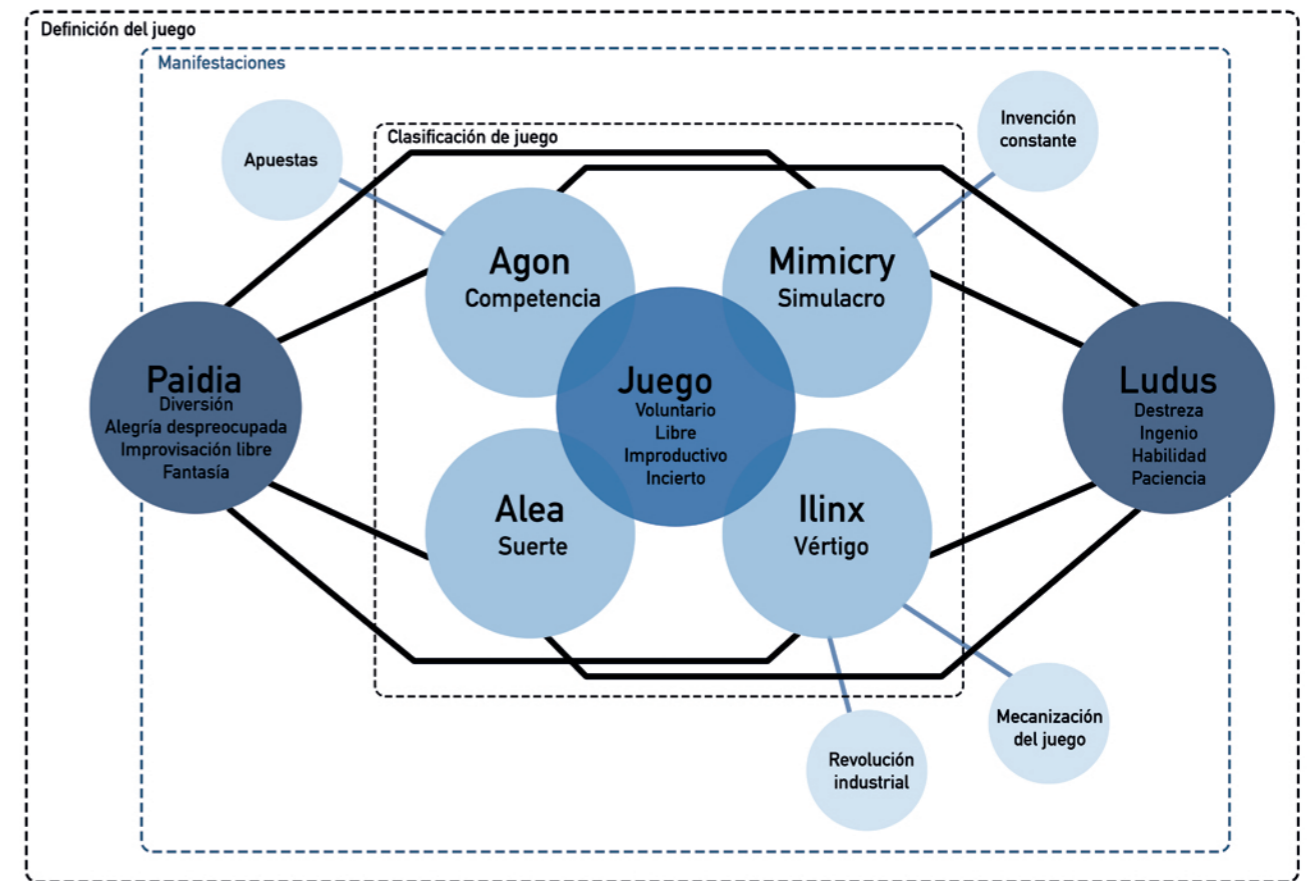 Definición del juego
Manifestaciones
Clasificación de juego
Apuestas
Invención
constante
Agon
Competencia
Mimicry
Simulacro
Paidia
Diversión
Alegría despreocupada
Improvisación libre
Fantasía
Juego
Voluntario
Libre
Improductivo
Incierto
Ludus
Destreza
Ingenio
Habilidad
Paciencia
Alea
Suerte
Ilinx
Vértigo
Mecanización
del juego
Revolución
industrial